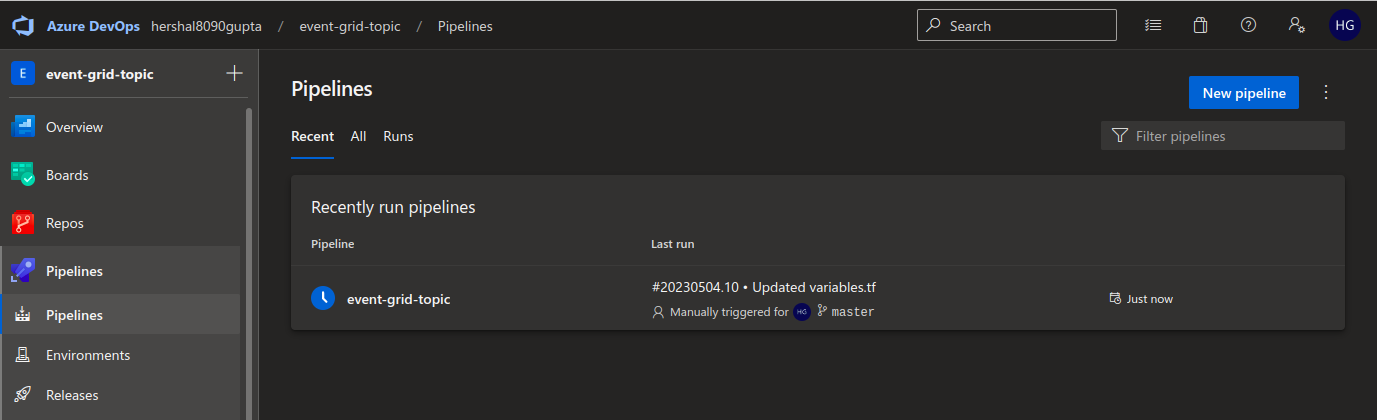 Azure DevOps hershal8090gupta / event-grid-topic / Pipelines Search HG
E event-grid-topic
Overview
Boards
Repos
Pipelines
Pipelines
Environments
Releases
Pipelines
New pipeline
Recent All Runs
Filter pipelines
Recently run pipelines
Pipeline Last run
event-grid-topic
#20230504.10 • Updated variables.tf
Manually triggered for HG master
Just now